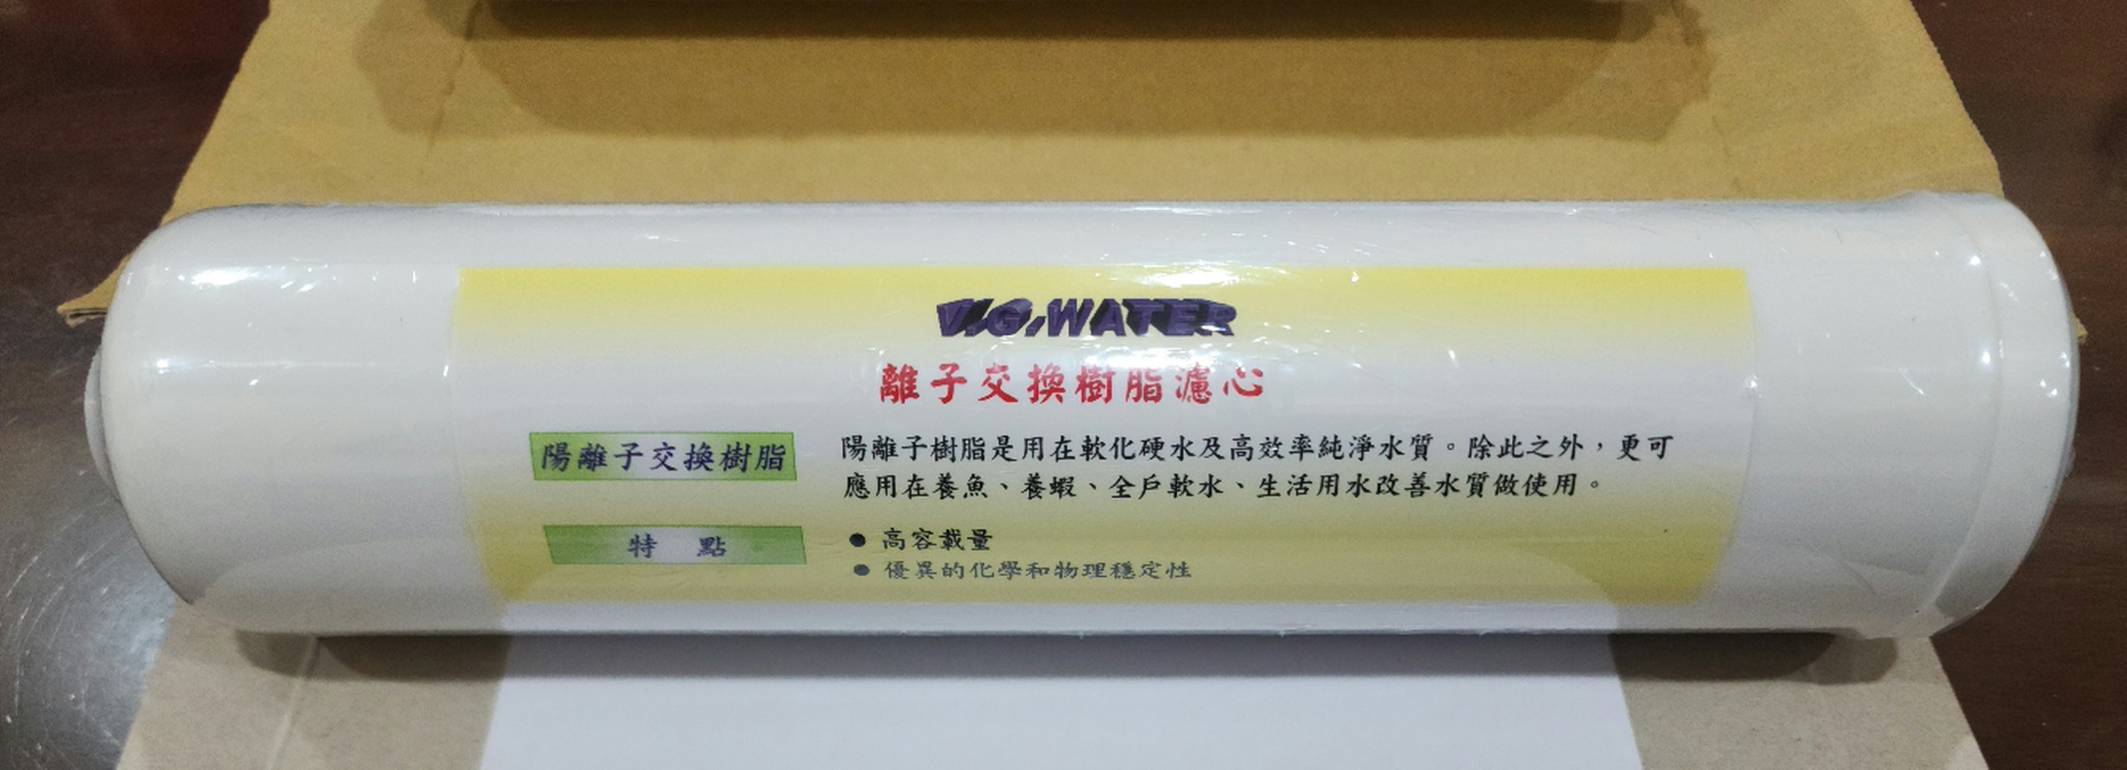 V.G.WATER
離子交換樹脂濾心
陽離子交換樹脂
陽離子樹脂是用在軟化硬水及高效率純淨水質。除此之外，更可
應用在養魚、養蝦、全戶軟水、生活用水改善水質做使用。
特 點
● 高容載量
● 優異的化學和物理穩定性